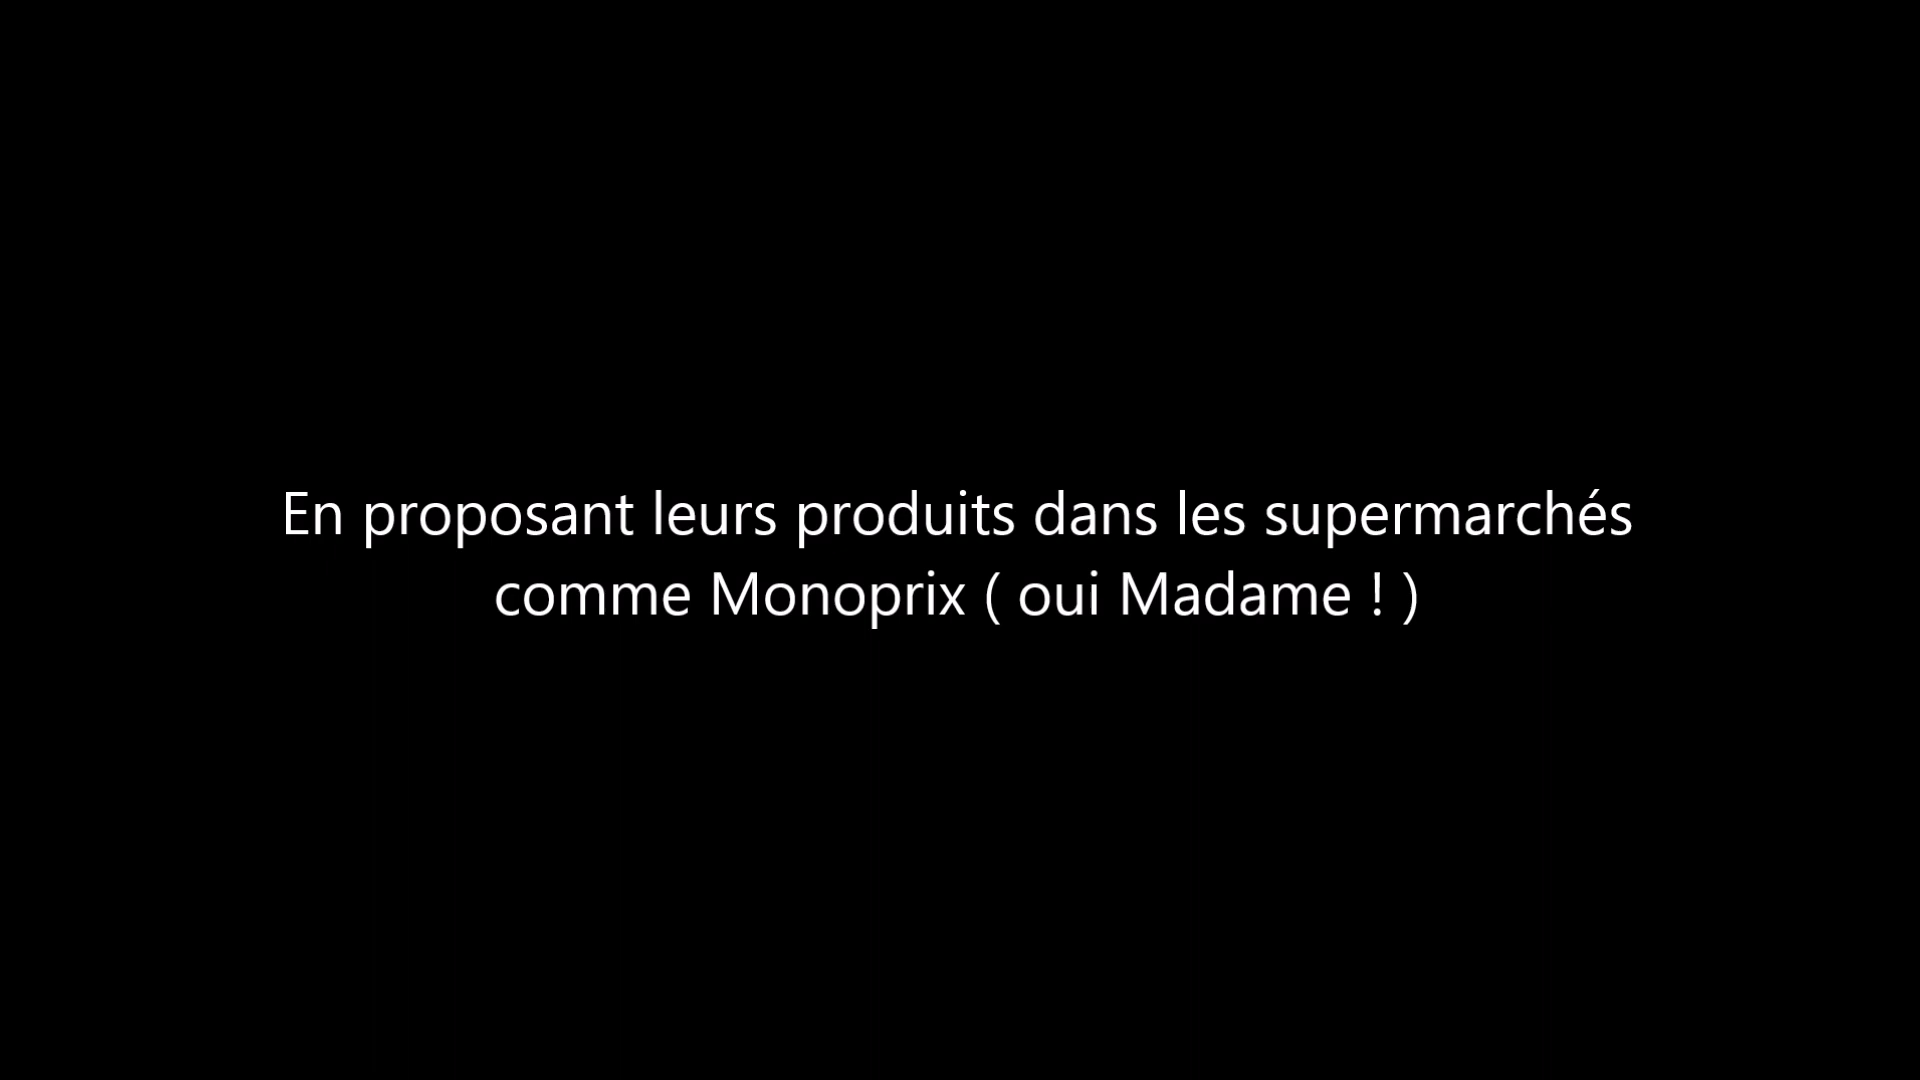 En proposant leurs produits dans les supermarchés
comme Monoprix ( oui Madame ! )